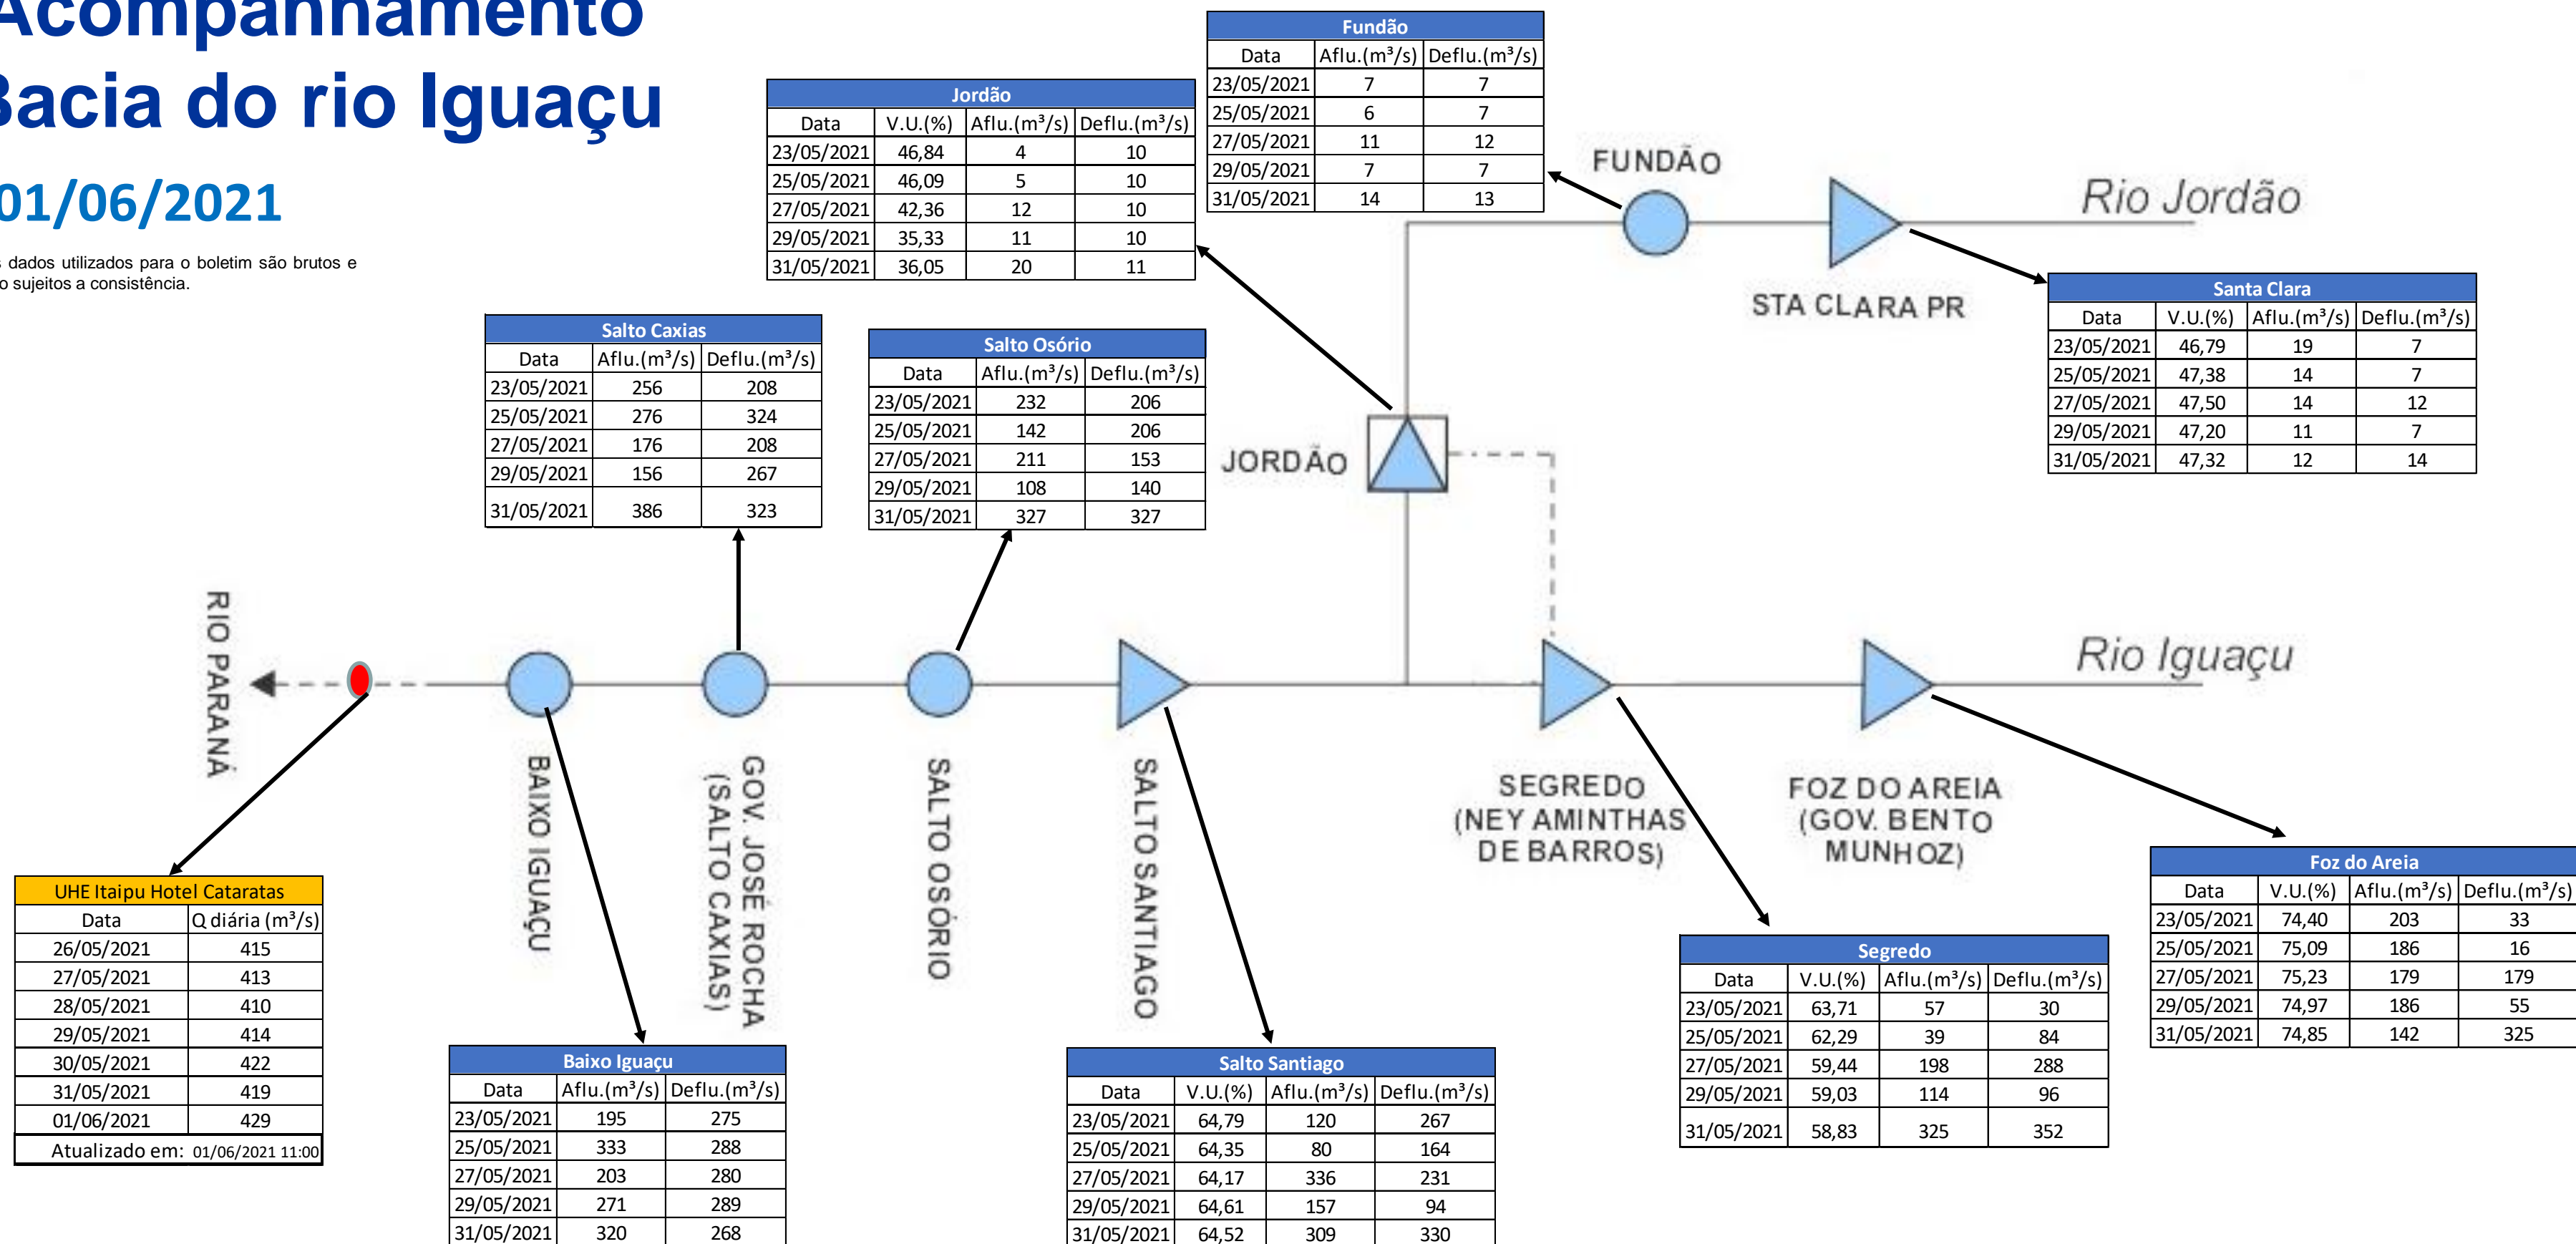 Acompanhamento
Bacia do rio Iguaçu
01/06/2021
s dados utilizados para o boletim são brutos e
o sujeitos a consistência.
Fundão
Data Aflu.(m³/s) Deflu.(m³/s)
23/05/2021 7 7
25/05/2021 6 7
27/05/2021 11 12
29/05/2021 7 7
31/05/2021 14 13
Jordão
Data V.U.(%) Aflu.(m³/s) Deflu.(m³/s)
23/05/2021 46,84 4 10
25/05/2021 46,09 5 10
27/05/2021 42,36 12 10
29/05/2021 35,33 11 10
31/05/2021 36,05 20 11
FUNDÃO
Rio Jordão
STA CLARA PR
Santa Clara
Data V.U.(%) Aflu.(m³/s) Deflu.(m³/s)
23/05/2021 46,79 19 7
25/05/2021 47,38 14 7
27/05/2021 47,50 14 12
29/05/2021 47,20 11 7
31/05/2021 47,32 12 14
Salto Caxias
Data Aflu.(m³/s) Deflu.(m³/s)
23/05/2021 256 208
25/05/2021 276 324
27/05/2021 176 208
29/05/2021 156 267
31/05/2021 386 323
Salto Osório
Data Aflu.(m³/s) Deflu.(m³/s)
23/05/2021 232 206
25/05/2021 142 206
27/05/2021 211 153
29/05/2021 108 140
31/05/2021 327 327
JORDÃO
RIO PARANÁ
Rio Iguaçu
BAIXO IGUAÇU
GOV. JOSÉ ROCHA
(SALTO CAXIAS)
SALTO OSÓRIO
SALTO SANTIAGO
SEGREDO
(NEY AMINTHAS
DE BARROS)
FOZ DO AREIA
(GOV. BENTO
MUNHOZ)
UHE Itaipu Hotel Cataratas
Data Q diária (m³/s)
26/05/2021 415
27/05/2021 413
28/05/2021 410
29/05/2021 414
30/05/2021 422
31/05/2021 419
01/06/2021 429
Atualizado em: 01/06/2021 11:00
Baixo Iguaçu
Data Aflu.(m³/s) Deflu.(m³/s)
23/05/2021 195 275
25/05/2021 333 288
27/05/2021 203 280
29/05/2021 271 289
31/05/2021 320 268
Salto Santiago
Data V.U.(%) Aflu.(m³/s) Deflu.(m³/s)
23/05/2021 64,79 120 267
25/05/2021 64,35 80 164
27/05/2021 64,17 336 231
29/05/2021 64,61 157 94
31/05/2021 64,52 309 330
Segredo
Data V.U.(%) Aflu.(m³/s) Deflu.(m³/s)
23/05/2021 63,71 57 30
25/05/2021 62,29 39 84
27/05/2021 59,44 198 288
29/05/2021 59,03 114 96
31/05/2021 58,83 325 352
Foz do Areia
Data V.U.(%) Aflu.(m³/s) Deflu.(m³/s)
23/05/2021 74,40 203 33
25/05/2021 75,09 186 16
27/05/2021 75,23 179 179
29/05/2021 74,97 186 55
31/05/2021 74,85 142 325